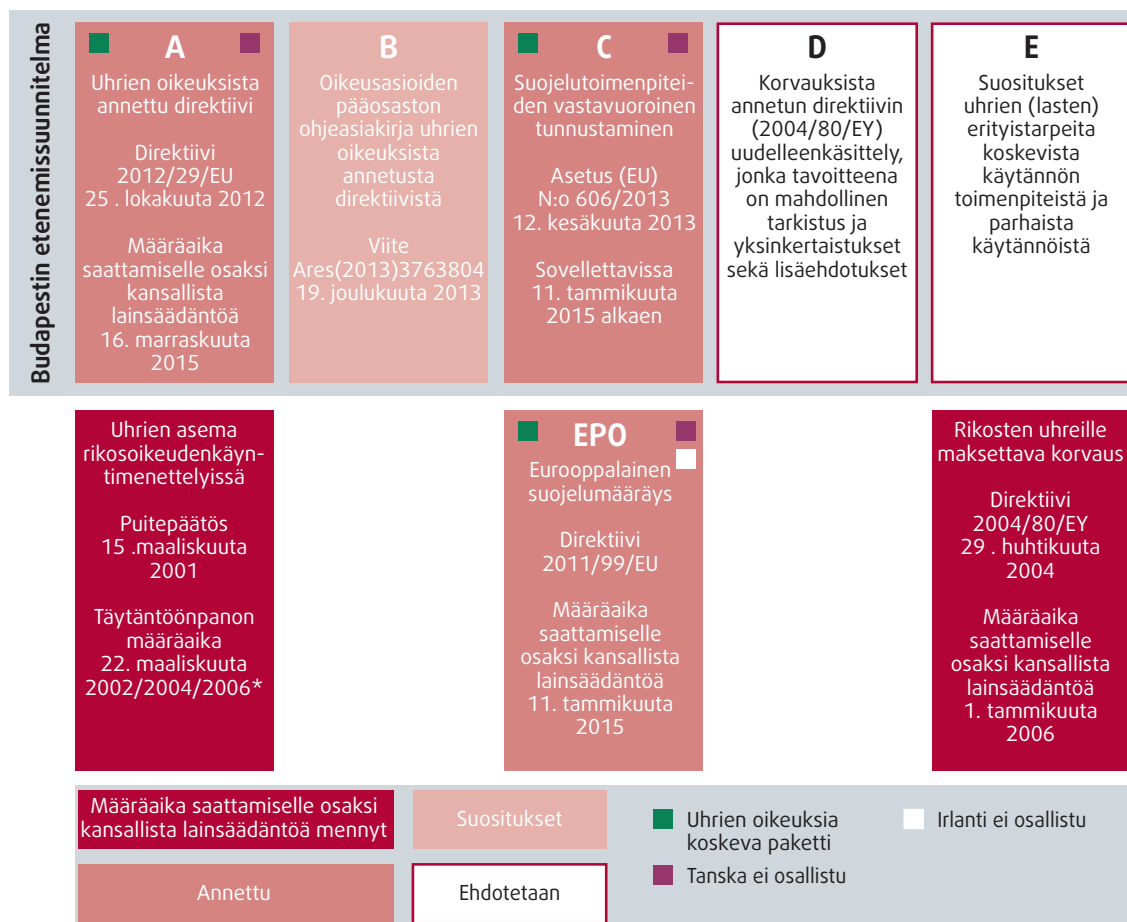 Budapestin etenemissuunnitelma
A
Uhrien oikeuksista
annettu direktiivi
Direktiivi
2012/29/EU
25 . lokakuuta 2012
Määräaika
saattamiselle osaksi
kansallista
lainsäädäntöä
16. marraskuuta
2015
B
Oikeusasioiden
pääosaston
ohjeasiakirja uhrien
oikeuksista
annetusta
direktiivistä
Viite
Ares(2013)3763804
19. joulukuuta 2013
C
Suojelutoimenpitei-
den vastavuoroinen
tunnustaminen
Asetus (EU)
N:o 606/2013
12. kesäkuuta 2013
Sovellettavissa
11. tammikuuta
2015 alkaen
D
Korvauksista
annetun direktiivin
(2004/80/EY)
uudelleenkäsittely,
jonka tavoitteena
on mahdollinen
tarkistus ja
yksinkertaistukset
sekä lisäehdotukset
E
Suositukset
uhrien (lasten)
erityistarpeita
koskevista
käytännön
toimenpiteistä ja
parhaista
käytännöistä
Uhrien asema
rikosoikeudenkäyn-
timenettelyissä
Puitepäätös
15 .maaliskuuta
2001
Täytäntöönpanon
määräaika
22. maaliskuuta
2002/2004/2006*
EPO
Eurooppalainen
suojelumääräys
Direktiivi
2011/99/EU
Määräaika
saattamiselle
osaksi kansallista
lainsäädäntöä
11. tammikuuta
2015
Rikosten uhreille
maksettava korvaus
Direktiivi
2004/80/EY
29 . huhtikuuta
2004
Määräaika
saattamiselle
osaksi kansallista
lainsäädäntöä
1. tammikuuta
2006
Määräaika saattamiselle osaksi
kansallista lainsäädäntöä mennyt
Suositukset
Annettu
Ehdotetaan
Uhrien oikeuksia
koskeva paketti
Tanska ei osallistu
Irlanti ei osallistu